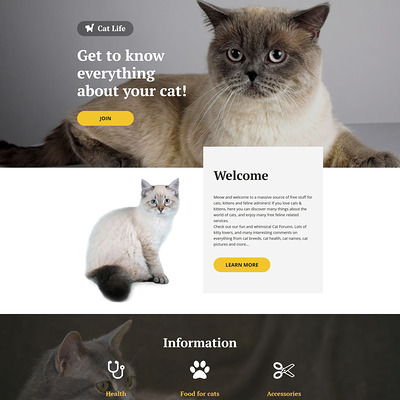 Cat Life
Get to know
everything
about your cat!
JOIN
Welcome
Meow and welcome to a massive source of free stuff for
cats, kittens and feline admirers! If you love cats &
kittens, here you can discover many things about the
world of cats, and enjoy many free feline related
services.
Check out our fun and whimsical Cat Forums. Lots of
kitty lovers, and many interesting comments on
everything from cat breeds, cat health, cat names, cat
pictures and more...
LEARN MORE
Information
Health
Food for cats
Accessories